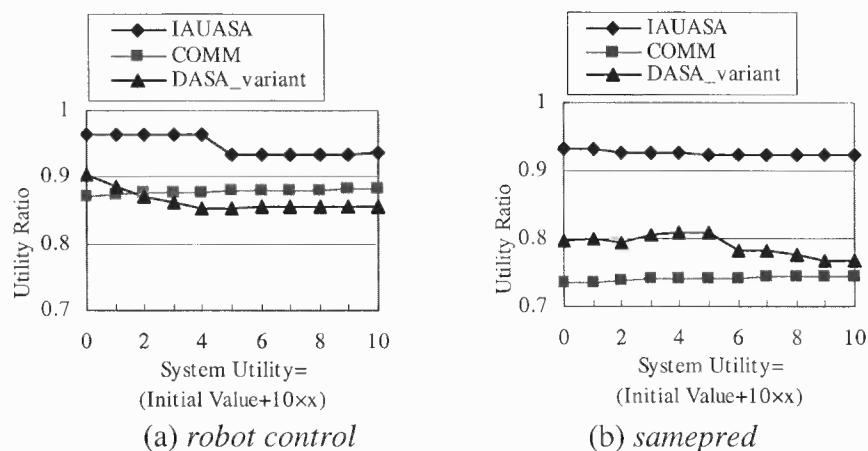 IAUASA
COMM
DASA_variant
1
0.9
0.8
0.7
Utility Ratio
0 2 4 6 8 10
System Utility=
(Initial Value+10×x)
(a) robot control
IAUASA
COMM
DASA_variant
1
0.9
0.8
0.7
Utility Ratio
0 2 4 6 8 10
System Utility=
(Initial Value+10×x)
(b) samepred